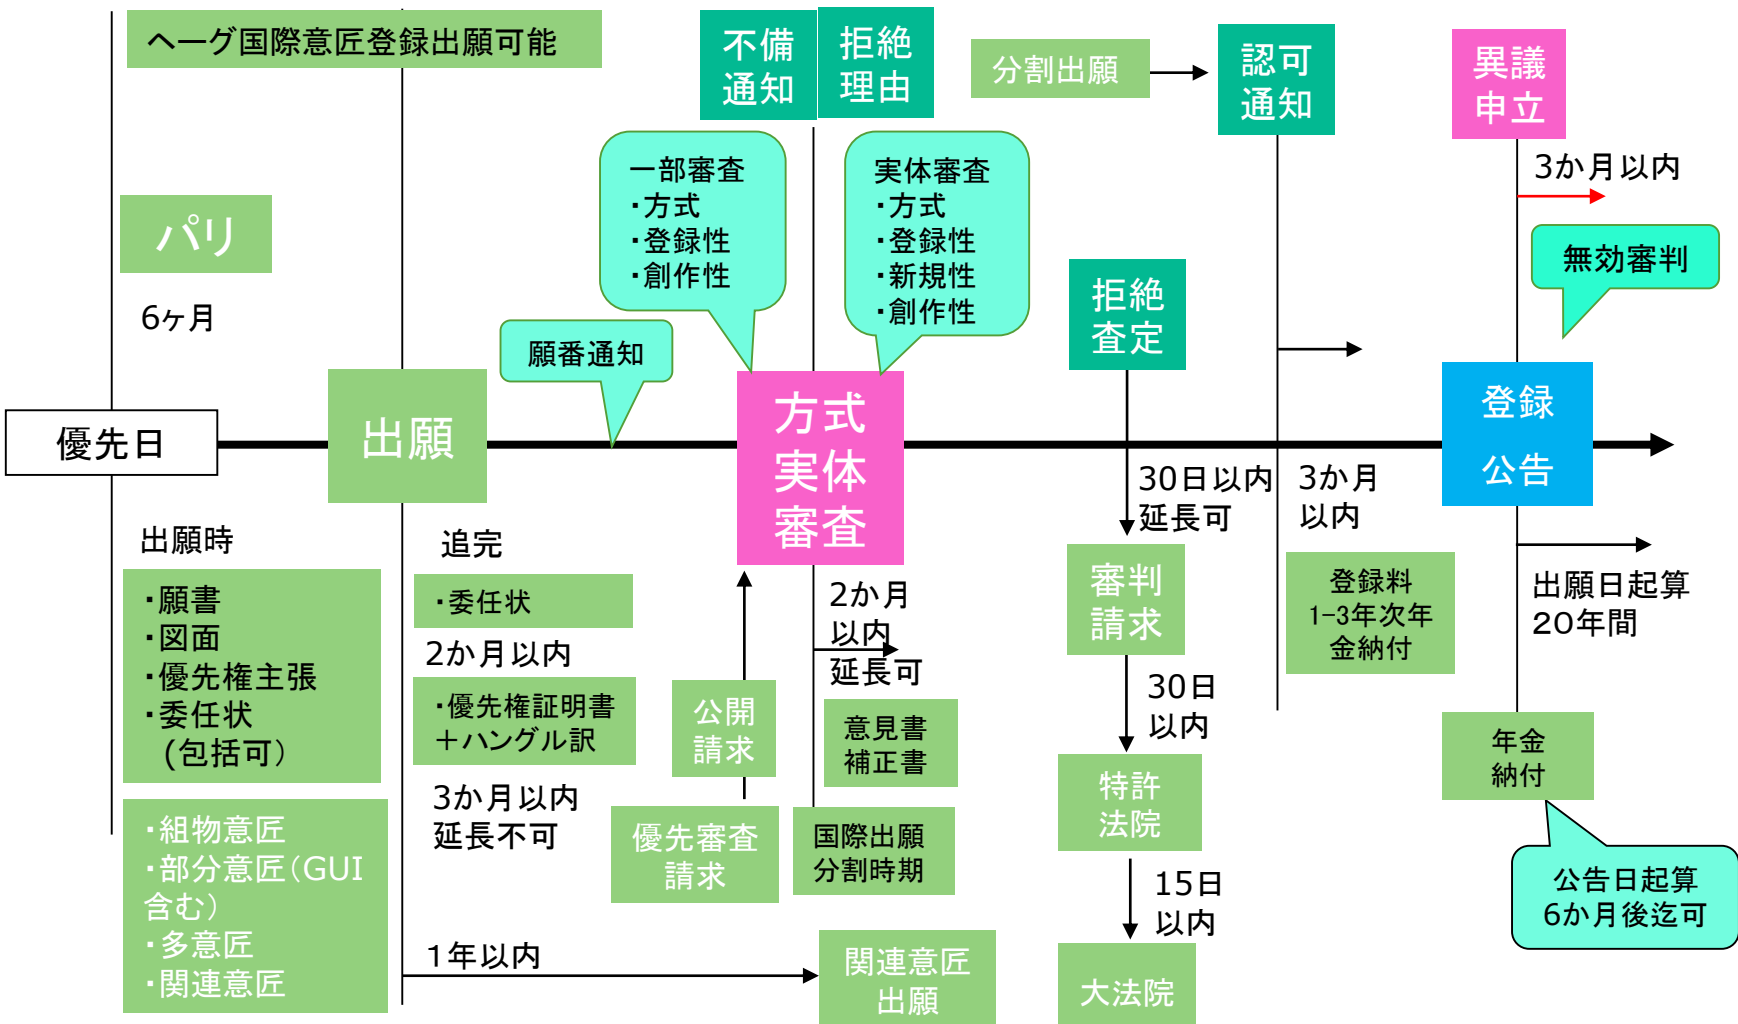 ヘーグ国際意匠登録出願可能
不備
通知
拒絶
理由
分割出願
認可
通知
異議
申立
3か月以内
一部審査
・方式
・登録性
・創作性
実体審査
・方式
・登録性
・新規性
・創作性
パリ
6ヶ月
無効審判
拒絶
査定
願番通知
優先日
出願
方式
実体
審査
登録
公告
30日以内
延長可
3か月
以内
出願時
・願書
・図面
・優先権主張
・委任状
(包括可）
追完
・委任状
2か月以内
・優先権証明書
＋ハングル訳
3か月以内
延長不可
2か月
以内
延長可
公開
請求
意見書
補正書
優先審査
請求
国際出願
分割時期
審判
請求
30日
以内
特許
法院
15日
以内
大法院
登録料
1-3年次年
金納付
出願日起算
２０年間
年金
納付
公告日起算
6か月後迄可
・組物意匠
・部分意匠（GUI
含む）
・多意匠
・関連意匠
１年以内
関連意匠
出願